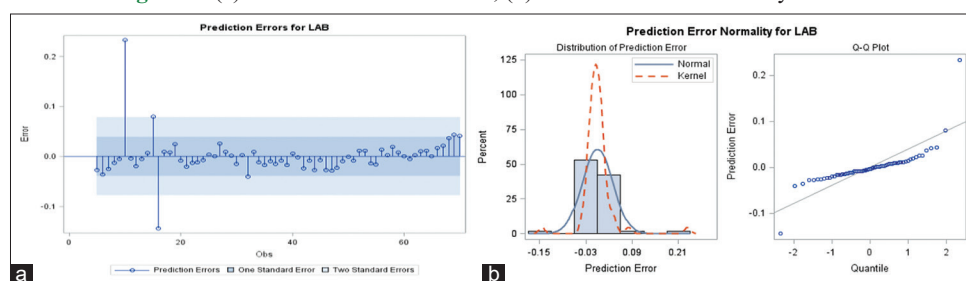 Prediction Errors for LAB
0.2
0.1
0.0
-0.1
Error
0
20
40
60
Obs
Prediction Errors
One Standard Error
Two Standard Errors
a
Prediction Error Normality for LAB
Distribution of Prediction Error
Normal
Kernel
125
100
75
50
25
0
Percent
-0.15
-0.03
0.09
0.21
Prediction Error
b
Q-Q Plot
0.2
0.1
0.0
-0.1
Prediction Error
-2
-1
0
1
2
Quantile